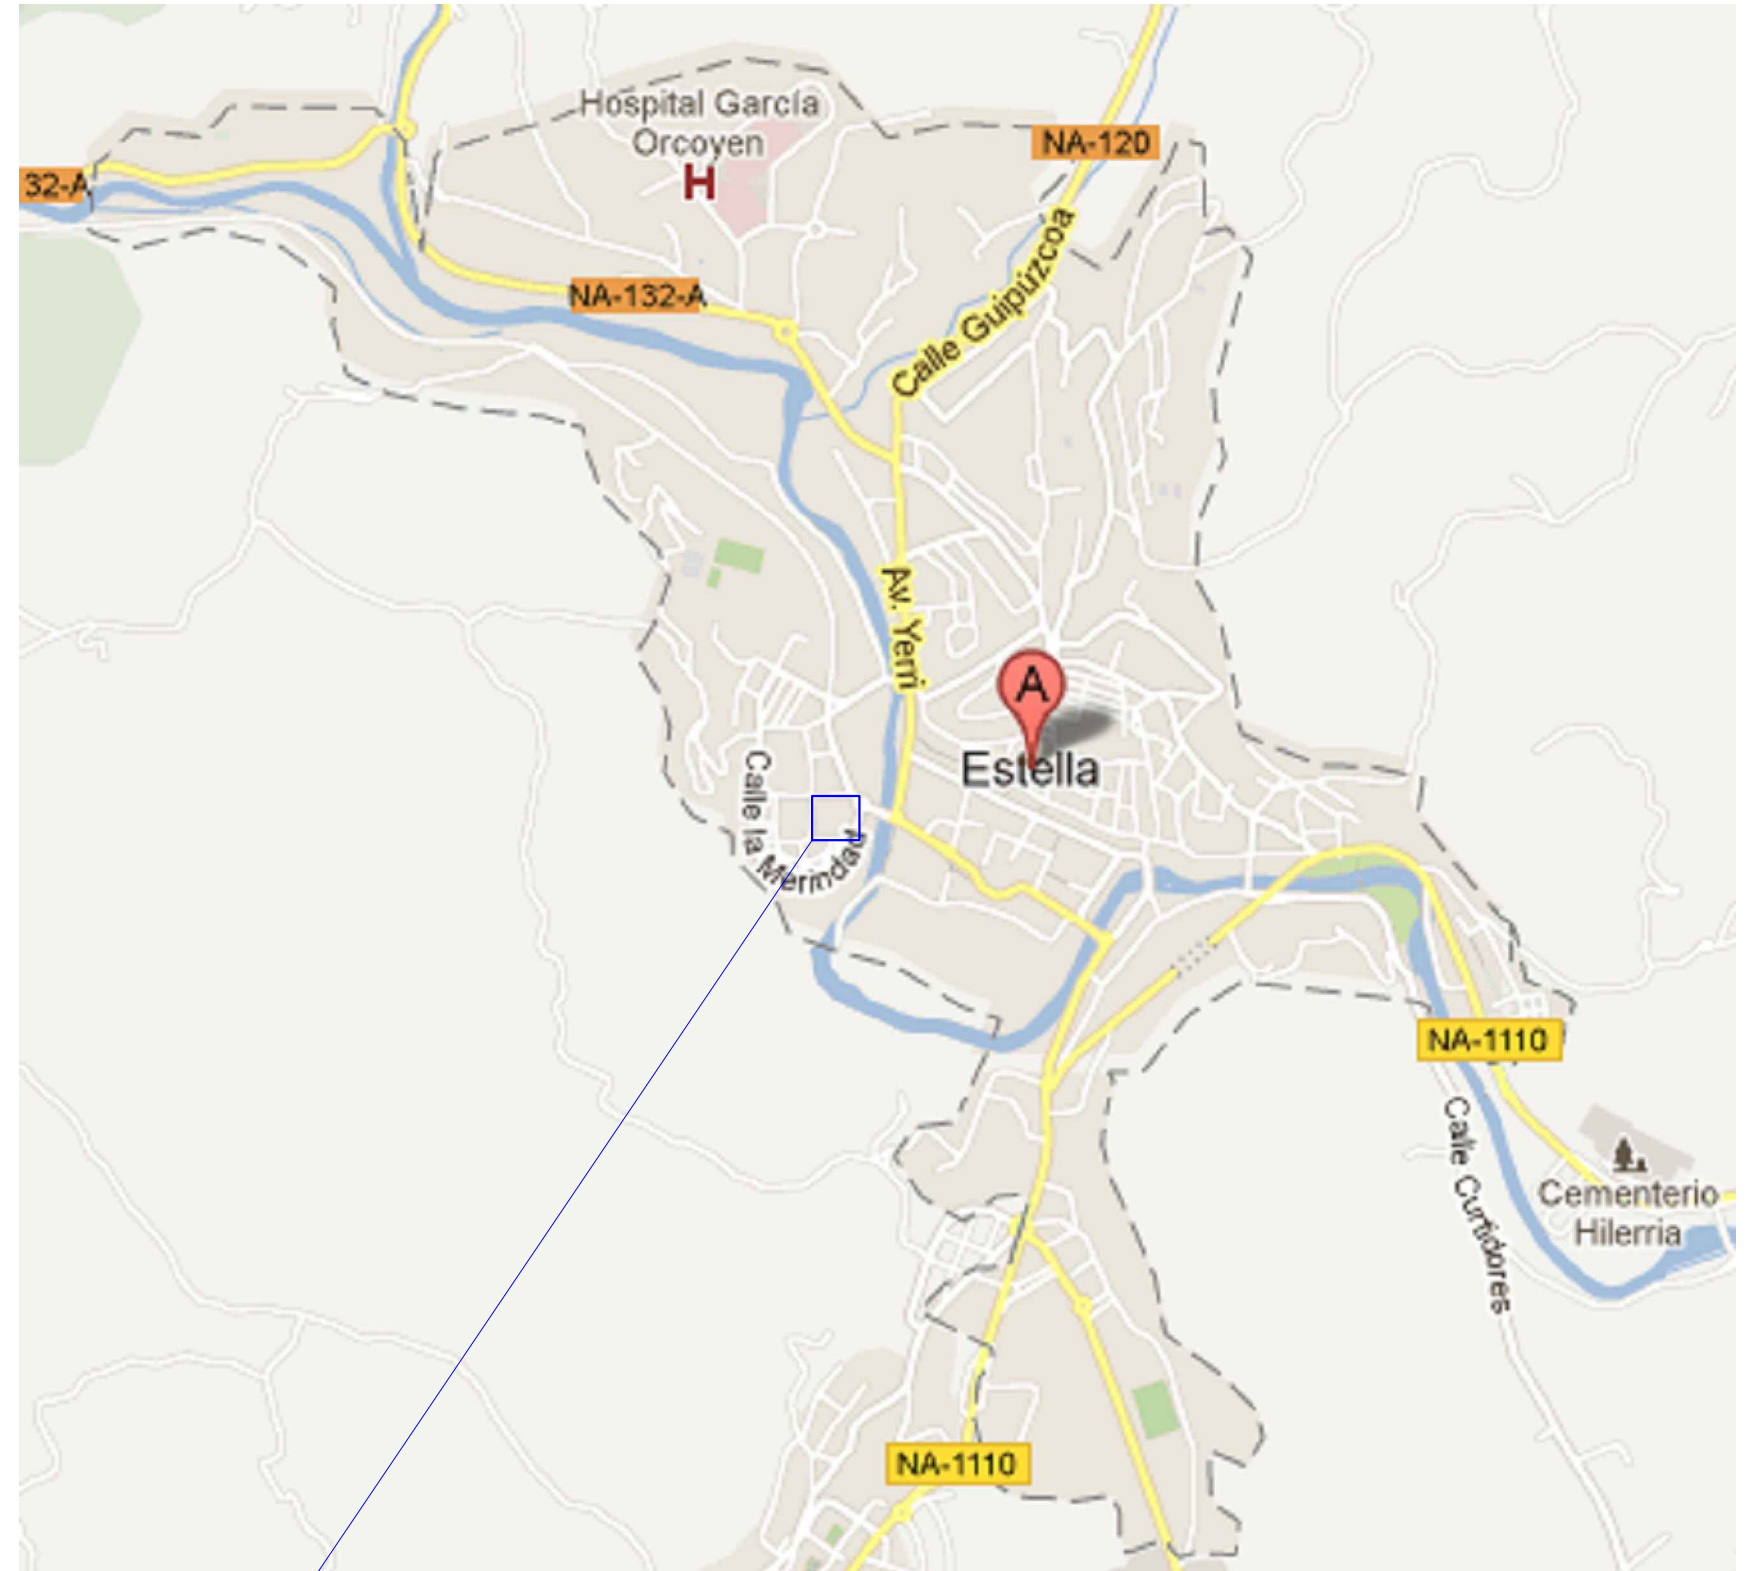 Hospital García
Orcoyen
H
NA-120
32-A
NA-132-A
Calle Guipúzcoa
Av. Yerri
A
Estella
Calle la Merindad
NA-1110
Calle Curtidores
Cementerio
Hilerria
NA-1110